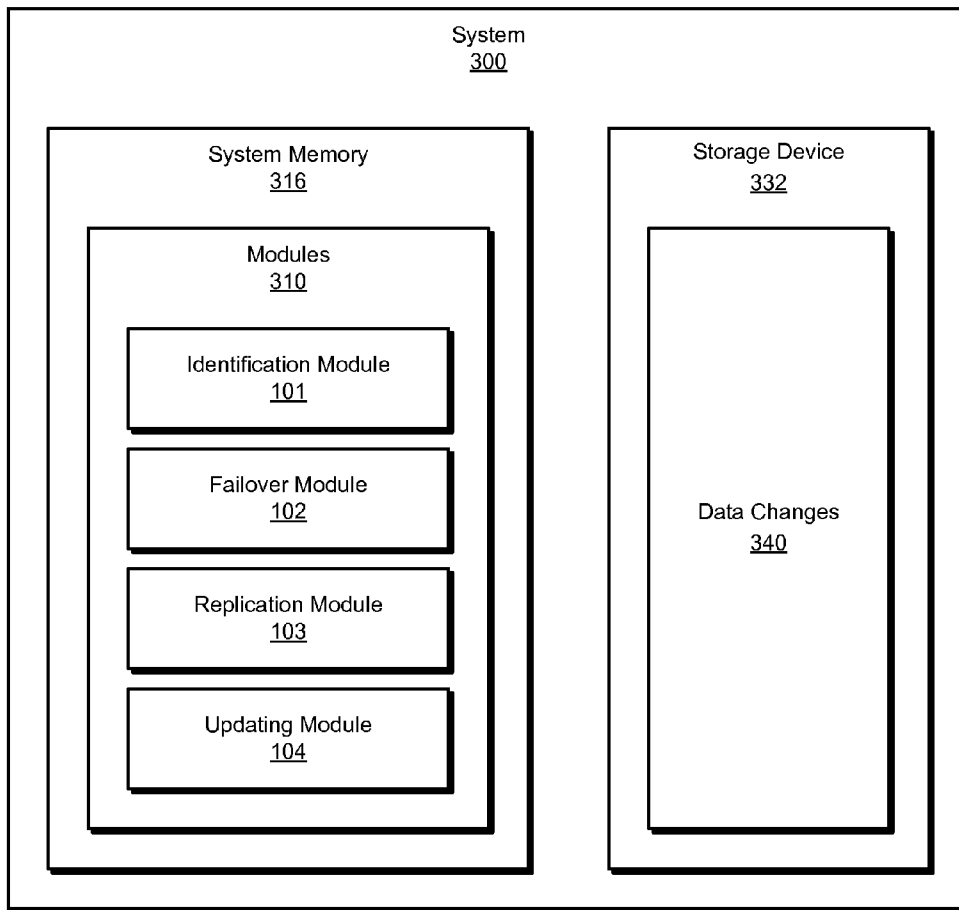 System
300
System Memory
316
Modules
310
Identification Module
101
Failover Module
102
Replication Module
103
Updating Module
104
Storage Device
332
Data Changes
340